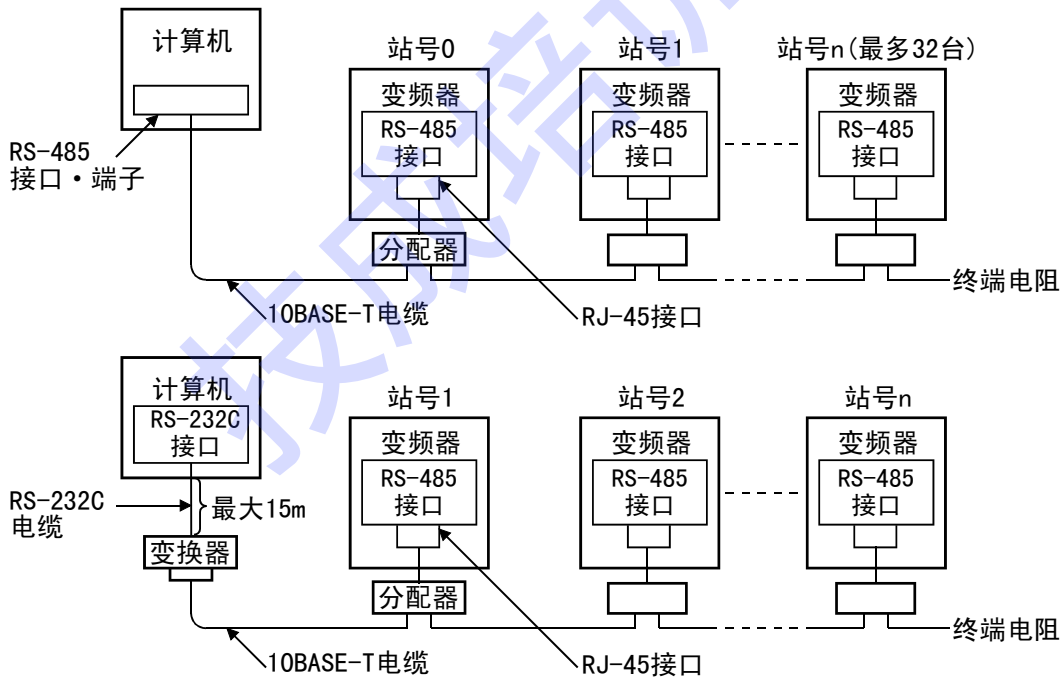 计算机
站号0
站号1
站号n(最多32台)
变频器
变频器
变频器
RS-485
接口
RS-485
接口
RS-485
接口
RS-485
接口・端子
分配器
终端电阻
10BASE-T电缆
RJ-45接口
计算机
RS-232C
接口
站号1
站号2
站号n
变频器
变频器
变频器
RS-485
接口
RS-485
接口
RS-485
接口
RS-232C
电缆
最大15m
变换器
分配器
终端电阻
10BASE-T电缆
RJ-45接口
技成培训